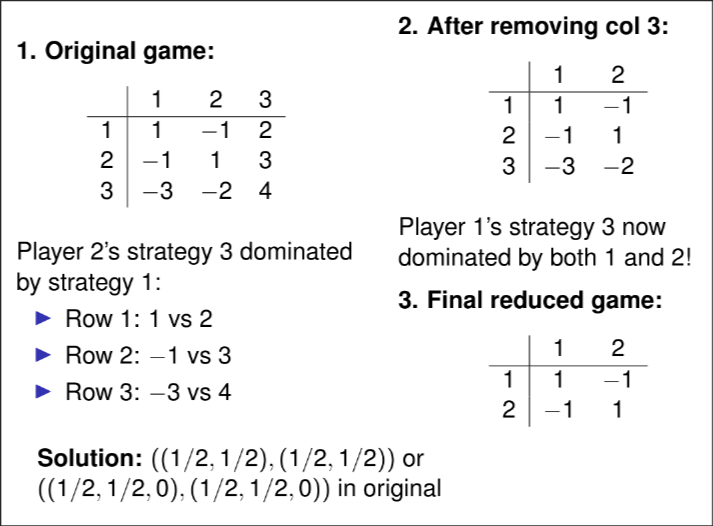 1. Original game:
1 2 3
1 1 −1 2
2 −1 1 3
3 −3 −2 4
Player 2's strategy 3 dominated
by strategy 1:
▶ Row 1: 1 vs 2
▶ Row 2: −1 vs 3
▶ Row 3: −3 vs 4
2. After removing col 3:
1 2
1 1 −1
2 −1 1
3 −3 −2
Player 1's strategy 3 now
dominated by both 1 and 2!
3. Final reduced game:
1 2
1 1 −1
2 −1 1
Solution: ((1/2, 1/2), (1/2, 1/2)) or
((1/2, 1/2, 0), (1/2, 1/2, 0)) in original